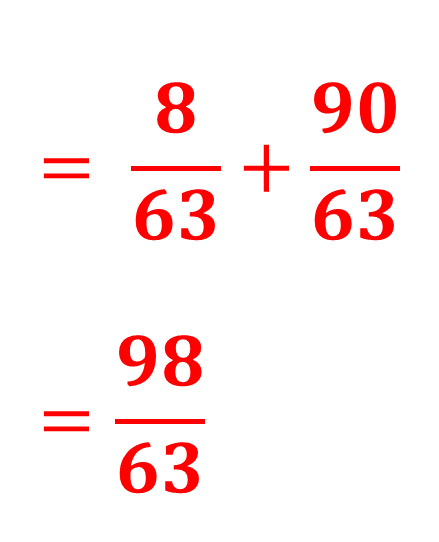 = 8/63 + 90/63
= 98/63